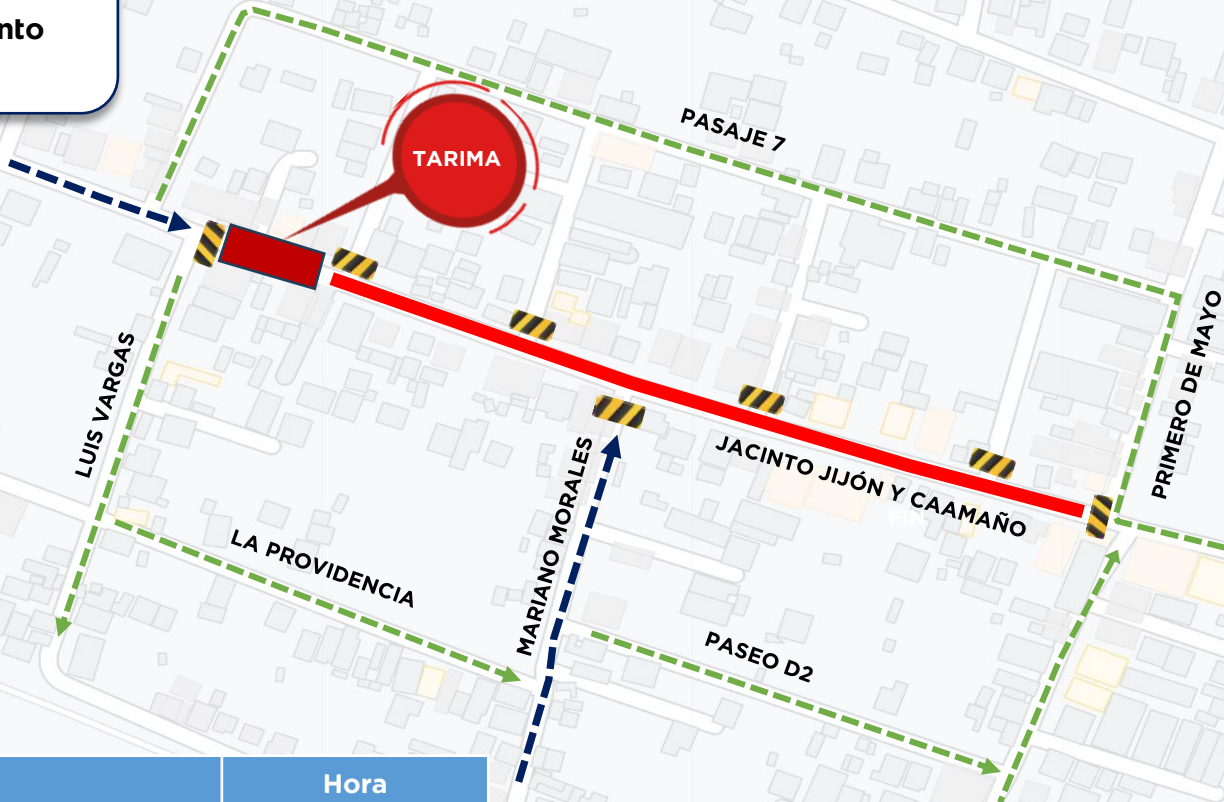 nto
TARIMA
PASAJE 7
PRIMERO DE MAYO
LUIS VARGAS
MARIANO MORALES
JACINTO JIJÓN Y CAAMAÑO
FIN
LA PROVIDENCIA
PASEO D2
Hora